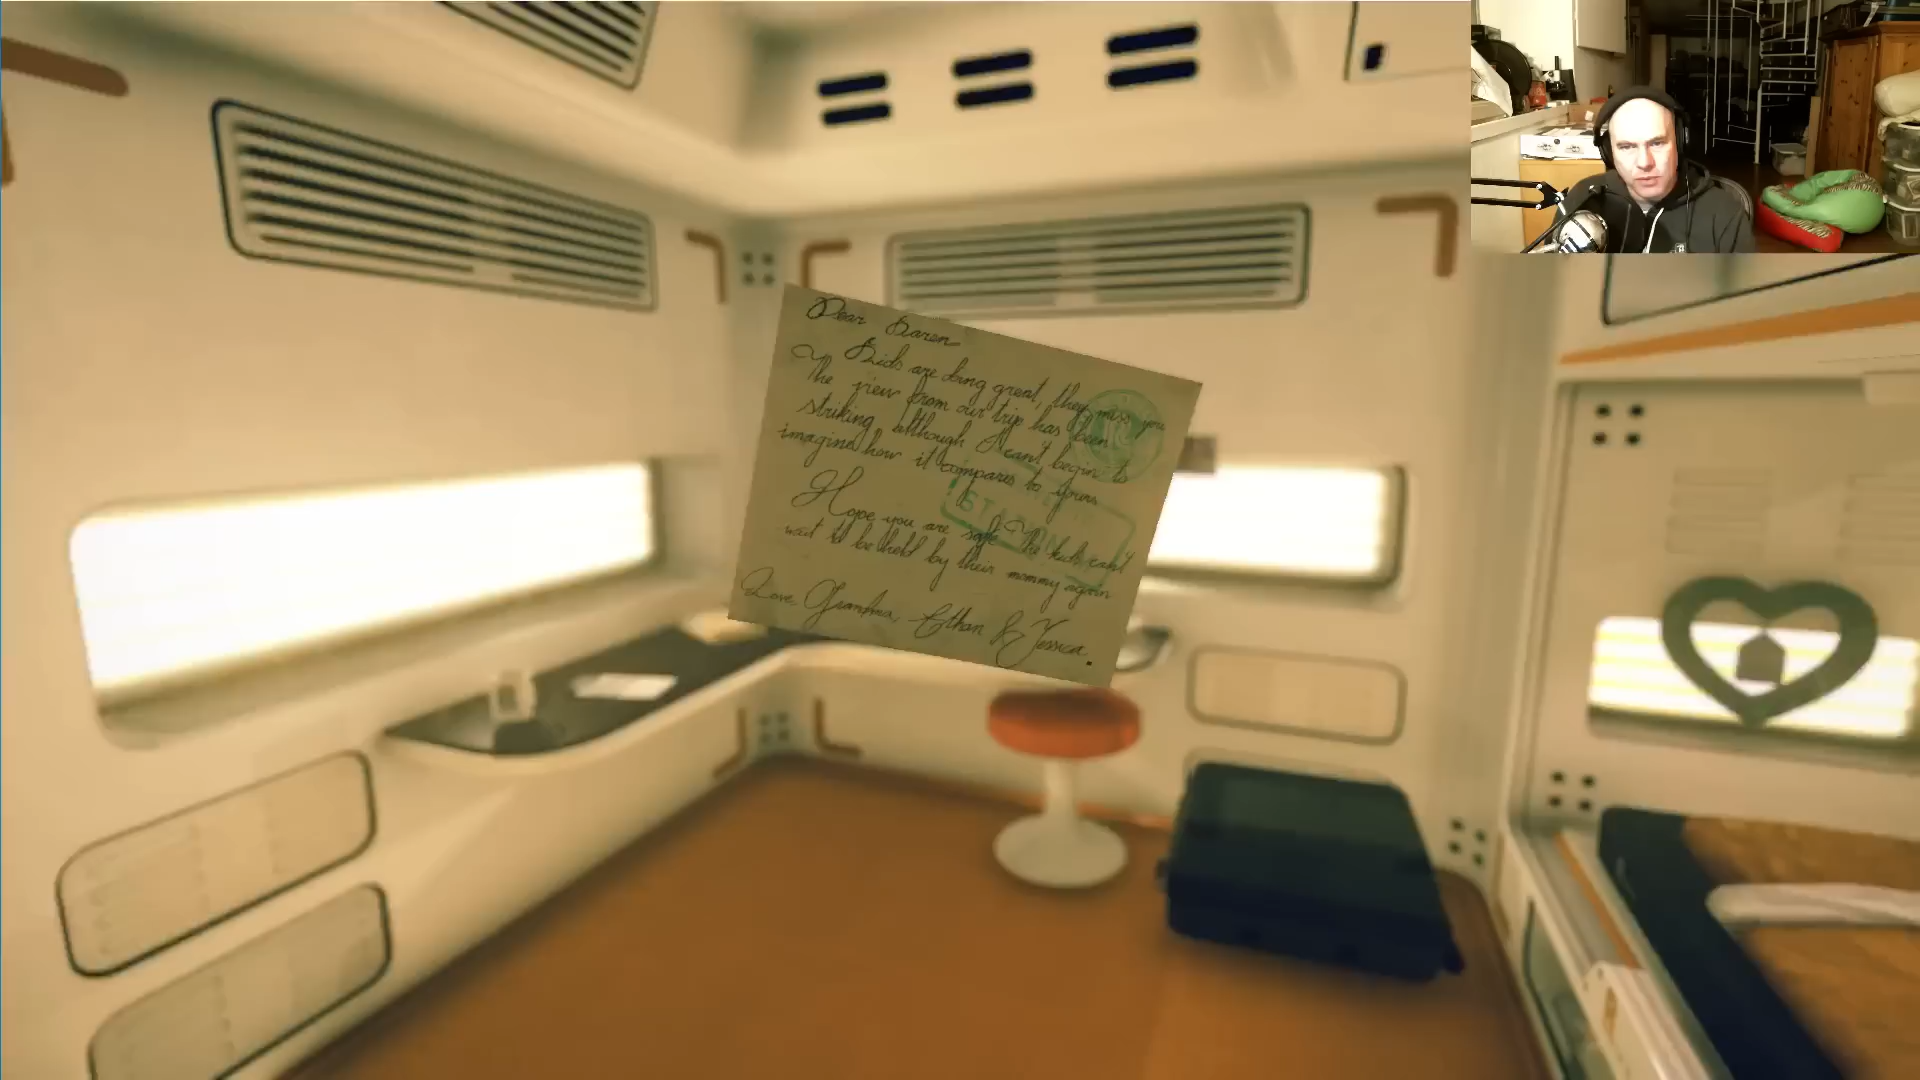 Dear Karen
Kids are doing great, they miss you
The view from our trip has been
striking, although I can't begin to
imagine how it compares to yours
Hope you are safe. The kids can't
wait to be held by their mommy again
Love, Grandma, Ethan & Jessica.
STATION